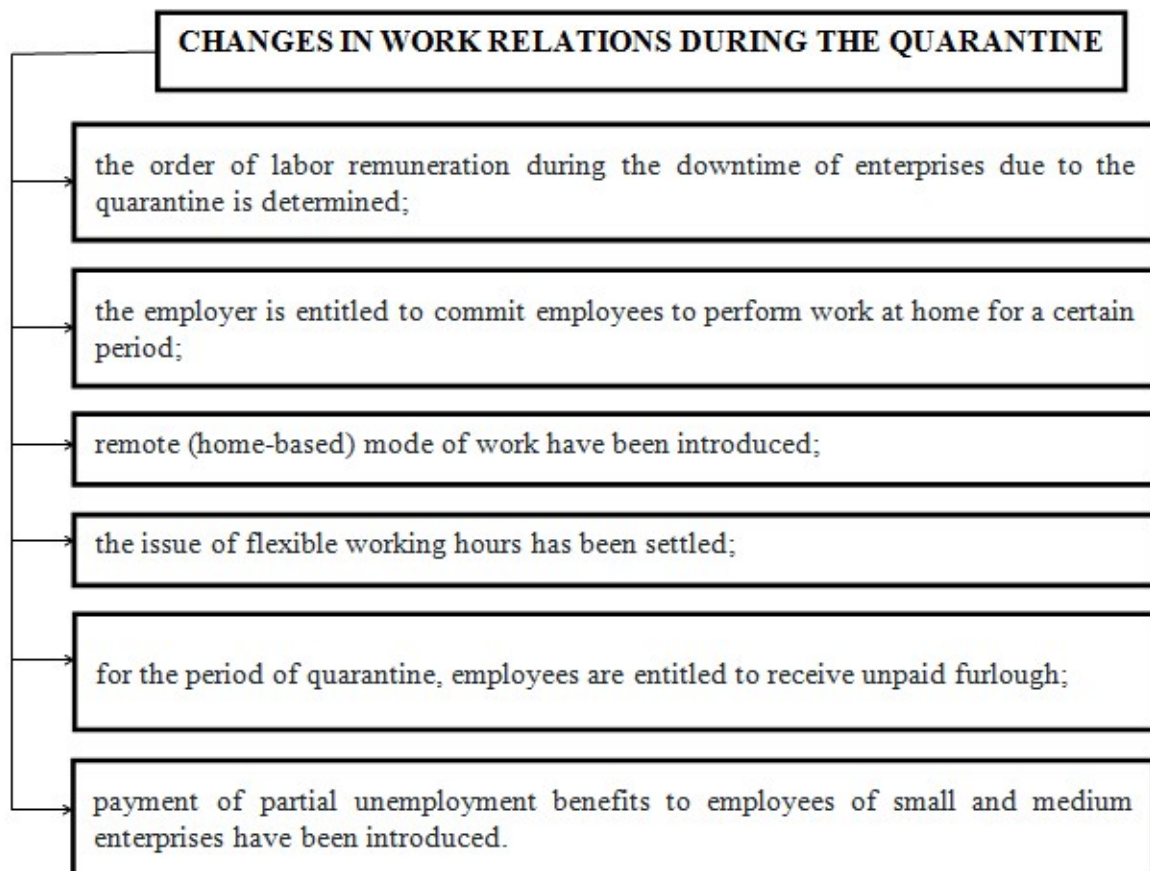 CHANGES IN WORK RELATIONS DURING THE QUARANTINE
the order of labor remuneration during the downtime of enterprises due to the
quarantine is determined;
the employer is entitled to commit employees to perform work at home for a certain
period;
remote (home-based) mode of work have been introduced;
the issue of flexible working hours has been settled;
for the period of quarantine, employees are entitled to receive unpaid furlough;
payment of partial unemployment benefits to employees of small and medium
enterprises have been introduced.